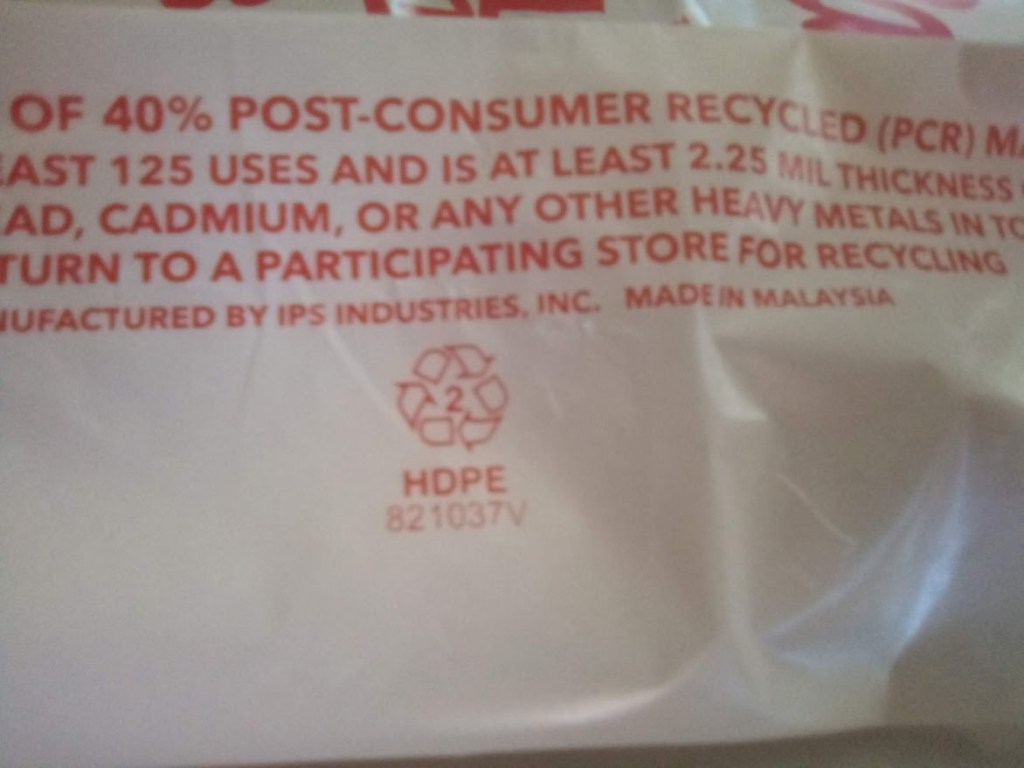 OF 40% POST-CONSUMER RECYCLED (PCR) MA
EAST 125 USES AND IS AT LEAST 2.25 MIL THICKNESS
AD, CADMIUM, OR ANY OTHER HEAVY METALS IN TO
TURN TO A PARTICIPATING STORE FOR RECYCLING
NUFACTURED BY IPS INDUSTRIES, INC. MADE IN MALAYSIA
2
HDPE
821037V